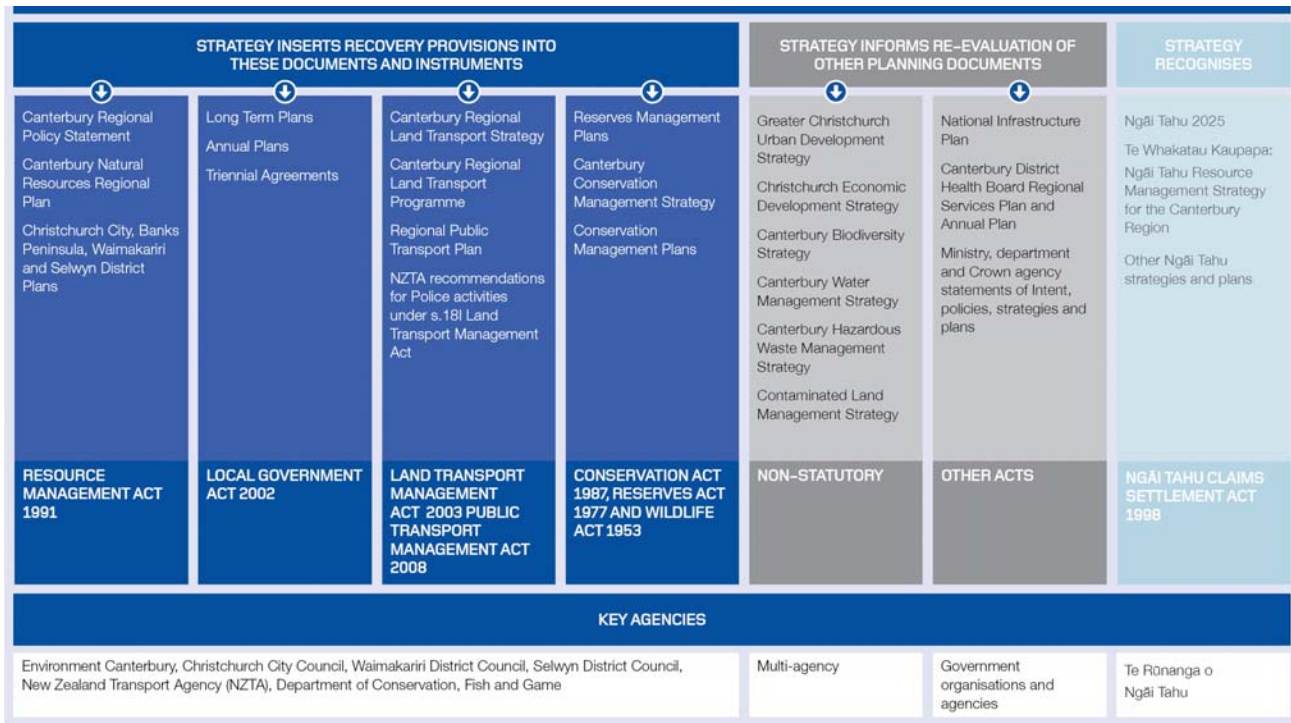 STRATEGY INSERTS RECOVERY PROVISIONS INTO
THESE DOCUMENTS AND INSTRUMENTS
STRATEGY INFORMS RE-EVALUATION OF
OTHER PLANNING DOCUMENTS
STRATEGY
RECOGNISES
Canterbury Regional
Policy Statement
Canterbury Natural
Resources Regional
Plan
Christchurch City, Banks
Peninsula, Waimakariri
and Selwyn District
Plans
RESOURCE
MANAGEMENT ACT
1991
Long Term Plans
Annual Plans
Triennial Agreements
LOCAL GOVERNMENT
ACT 2002
Canterbury Regional
Land Transport Strategy
Canterbury Regional
Land Transport
Programme
Regional Public
Transport Plan
NZTA recommendations
for Police activities
under s.18I Land
Transport Management
Act
LAND TRANSPORT
MANAGEMENT
ACT 2003 PUBLIC
TRANSPORT
MANAGEMENT ACT
2008
Reserves Management
Plans
Canterbury
Conservation
Management Strategy
Conservation
Management Plans
CONSERVATION ACT
1987, RESERVES ACT
1977 AND WILDLIFE
ACT 1953
Greater Christchurch
Urban Development
Strategy
Christchurch Economic
Development Strategy
Canterbury Biodiversity
Strategy
Canterbury Water
Management Strategy
Canterbury Hazardous
Waste Management
Strategy
Contaminated Land
Management Strategy
NON-STATUTORY
National Infrastructure
Plan
Canterbury District
Health Board Regional
Services Plan and
Annual Plan
Ministry, department
and Crown agency
statements of Intent,
policies, strategies and
plans
OTHER ACTS
Ngāi Tahu 2025
Te Whakatau Kaupapa:
Ngāi Tahu Resource
Management Strategy
for the Canterbury
Region
Other Ngāi Tahu
strategies and plans
NGĀI TAHU CLAIMS
SETTLEMENT ACT
1998
KEY AGENCIES
Environment Canterbury, Christchurch City Council, Waimakariri District Council, Selwyn District Council,
New Zealand Transport Agency (NZTA), Department of Conservation, Fish and Game
Multi-agency
Government
organisations and
agencies
Te Rūnanga o
Ngāi Tahu